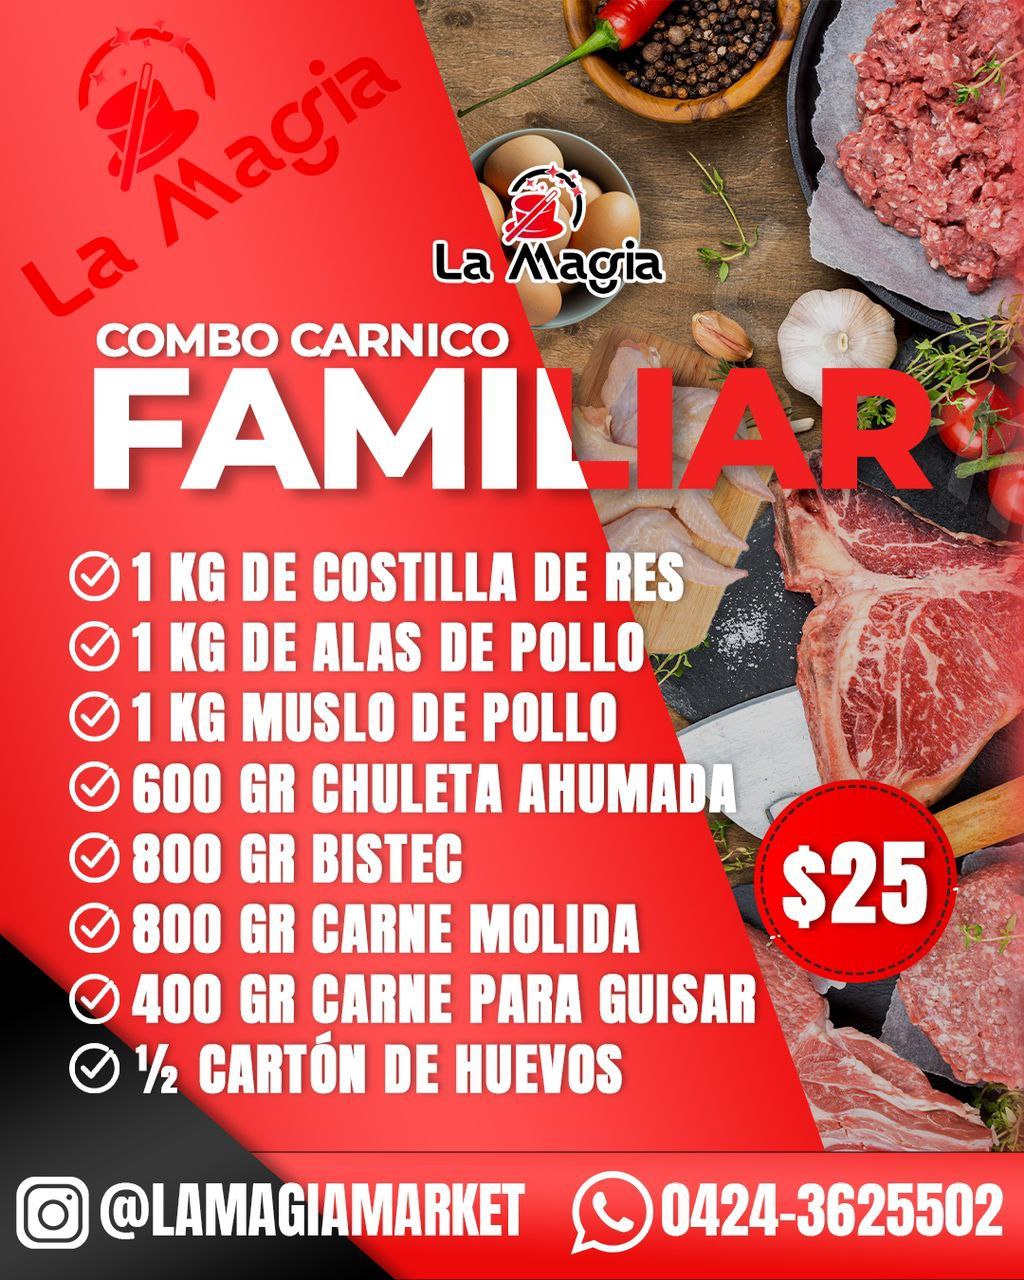 La Magia
La Magia
COMBO CARNICO
FAMILIAR
1 KG DE COSTILLA DE RES
1 KG DE ALAS DE POLLO
1 KG MUSLO DE POLLO
600 GR CHULETA AHUMADA
800 GR BISTEC
800 GR CARNE MOLIDA
400 GR CARNE PARA GUISAR
½ CARTÓN DE HUEVOS
$25
@LAMAGIAMARKET
0424-3625502